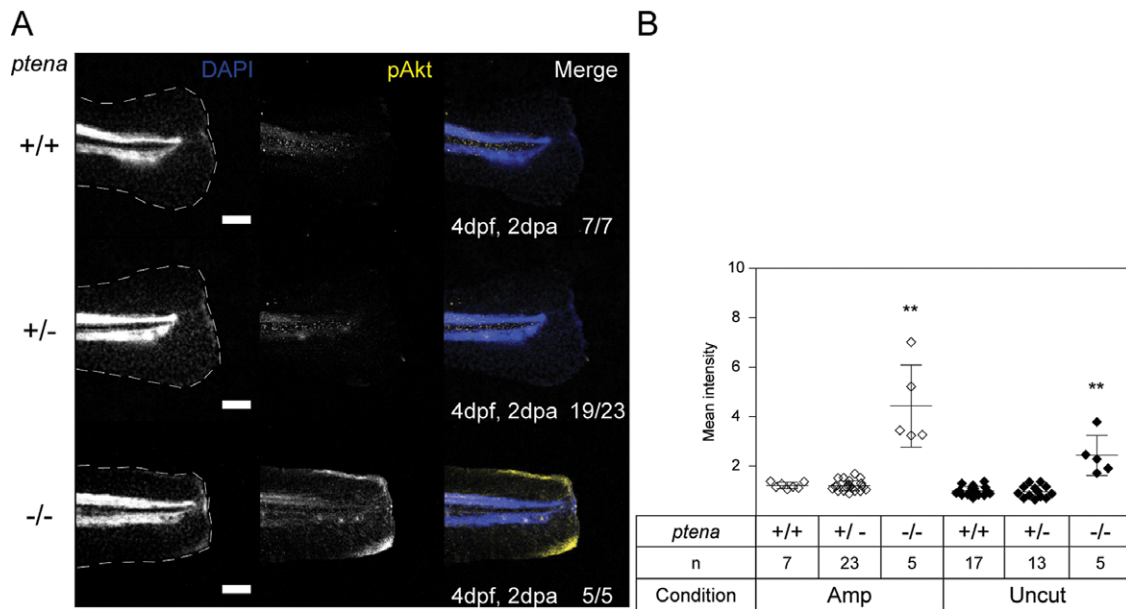 A
ptena DAPI pAkt Merge
+/+
4dpf, 2dpa 7/7
+/-
4dpf, 2dpa 19/23
-/-
4dpf, 2dpa 5/5
B
10
8
6
4
2
Mean intensity
**
**
ptena +/+ +/- -/- +/+ +/- -/-
n 7 23 5 17 13 5
Condition Amp Uncut